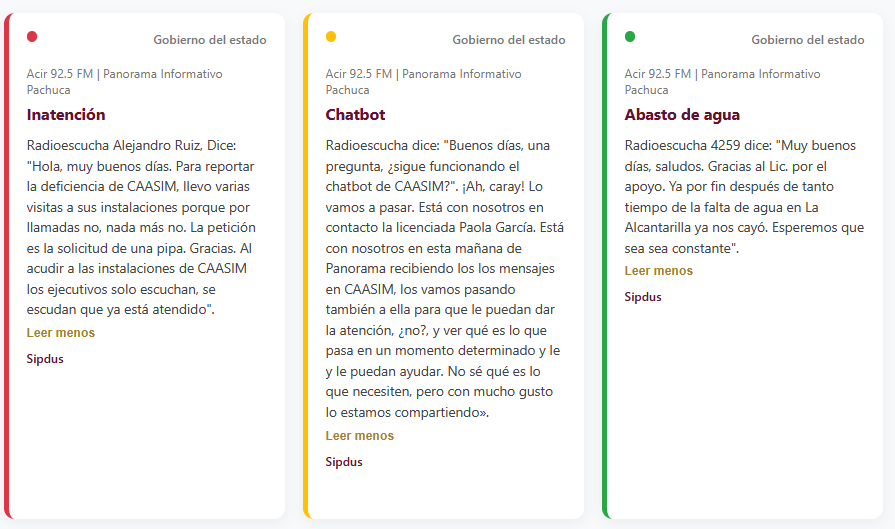 Gobierno del estado
Acir 92.5 FM | Panorama Informativo
Pachuca
Inatención
Radioescucha Alejandro Ruiz, Dice:
"Hola, muy buenos días. Para reportar
la deficiencia de CAASIM, llevo varias
visitas a sus instalaciones porque por
llamadas no, nada más no. La petición
es la solicitud de una pipa. Gracias. Al
acudir a las instalaciones de CAASIM
los ejecutivos solo escuchan, se
escudan que ya está atendido".
Leer menos
Sipdus
Gobierno del estado
Acir 92.5 FM | Panorama Informativo
Pachuca
Chatbot
Radioescucha dice: "Buenos días, una
pregunta, ¿sigue funcionando el
chatbot de CAASIM?". ¡Ah, caray! Lo
vamos a pasar. Está con nosotros en
contacto la licenciada Paola García. Está
con nosotros en esta mañana de
Panorama recibiendo los los mensajes
en CAASIM, los vamos pasando
también a ella para que le puedan dar
la atención, ¿no?, y ver qué es lo que
pasa en un momento determinado y le
y le puedan ayudar. No sé qué es lo
que necesiten, pero con mucho gusto
lo estamos compartiendo».
Leer menos
Sipdus
Gobierno del estado
Acir 92.5 FM | Panorama Informativo
Pachuca
Abasto de agua
Radioescucha 4259 dice: "Muy buenos
días, saludos. Gracias al Lic. por el
apoyo. Ya por fin después de tanto
tiempo de la falta de agua en La
Alcantarilla ya nos cayó. Esperemos que
sea sea constante".
Leer menos
Sipdus